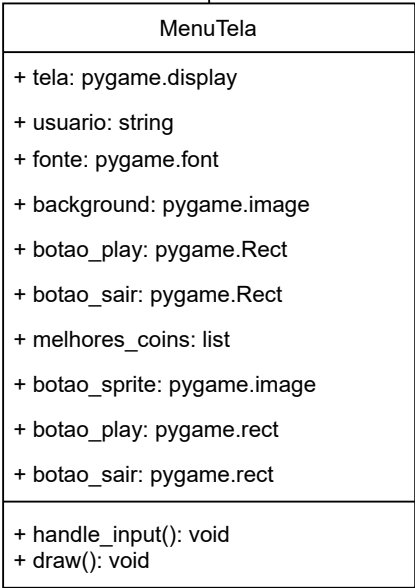 MenuTela
+ tela: pygame.display
+ usuario: string
+ fonte: pygame.font
+ background: pygame.image
+ botao_play: pygame.Rect
+ botao_sair: pygame.Rect
+ melhores_coins: list
+ botao_sprite: pygame.image
+ botao_play: pygame.rect
+ botao_sair: pygame.rect
+ handle_input(): void
+ draw(): void